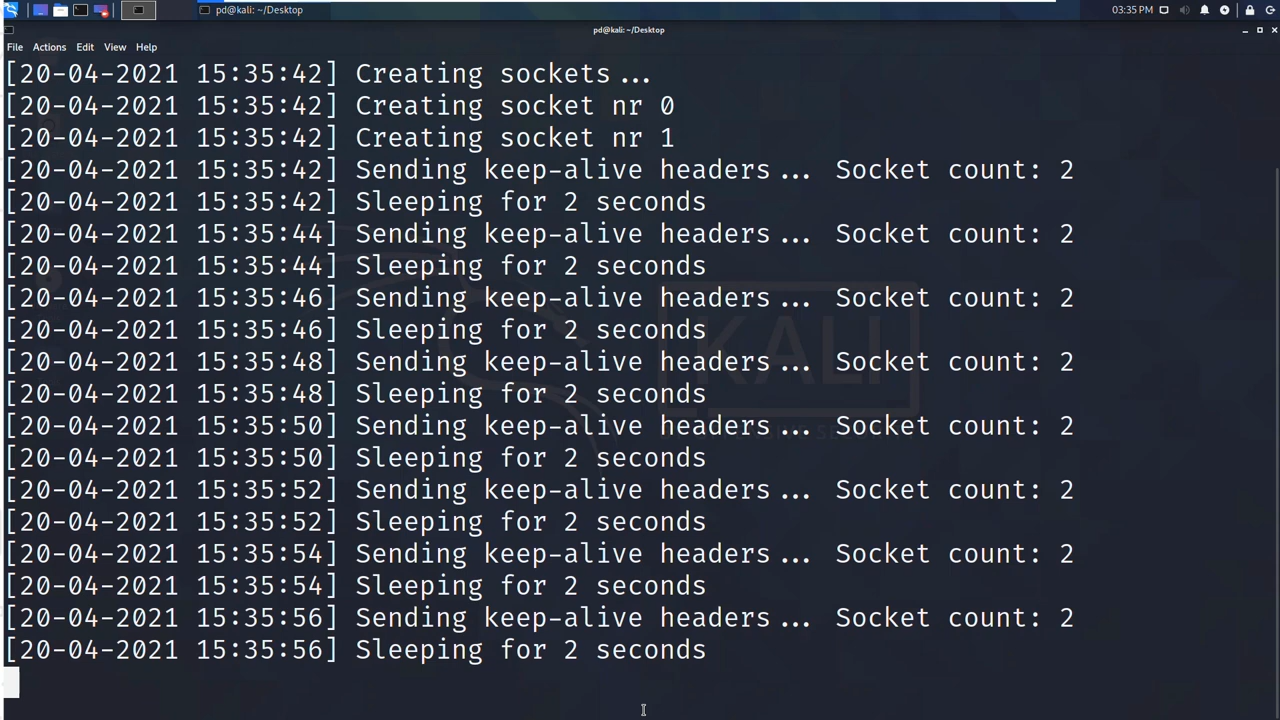 pd@kali: ~/Desktop
03:35 PM
pd@kali: ~/Desktop
File Actions Edit View Help
[20-04-2021 15:35:42] Creating sockets...
[20-04-2021 15:35:42] Creating socket nr 0
[20-04-2021 15:35:42] Creating socket nr 1
[20-04-2021 15:35:42] Sending keep-alive headers... Socket count: 2
[20-04-2021 15:35:42] Sleeping for 2 seconds
[20-04-2021 15:35:44] Sending keep-alive headers... Socket count: 2
[20-04-2021 15:35:44] Sleeping for 2 seconds
[20-04-2021 15:35:46] Sending keep-alive headers... Socket count: 2
[20-04-2021 15:35:46] Sleeping for 2 seconds
[20-04-2021 15:35:48] Sending keep-alive headers... Socket count: 2
[20-04-2021 15:35:48] Sleeping for 2 seconds
[20-04-2021 15:35:50] Sending keep-alive headers... Socket count: 2
[20-04-2021 15:35:50] Sleeping for 2 seconds
[20-04-2021 15:35:52] Sending keep-alive headers... Socket count: 2
[20-04-2021 15:35:52] Sleeping for 2 seconds
[20-04-2021 15:35:54] Sending keep-alive headers... Socket count: 2
[20-04-2021 15:35:54] Sleeping for 2 seconds
[20-04-2021 15:35:56] Sending keep-alive headers... Socket count: 2
[20-04-2021 15:35:56] Sleeping for 2 seconds
KALI